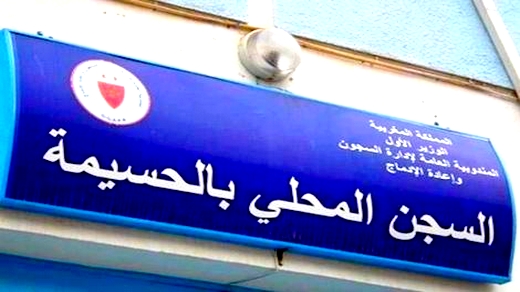 المملكة المغربية
الوزير الأول
المندوبية العامة لإدارة السجون
وإعادة الإدماج
السجن المحلي بالحسيمة